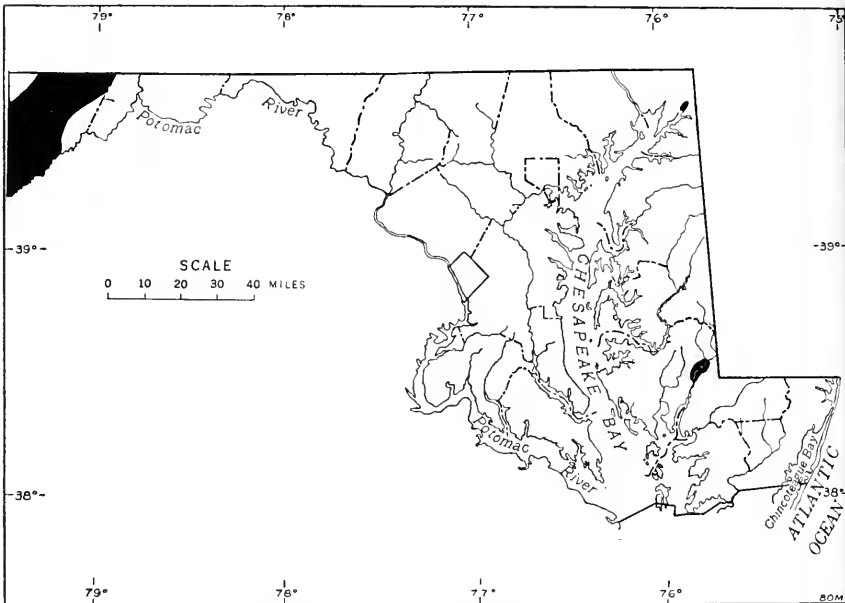 79° 78° 77° 76° 75°
Potomac River
-39°- -39°-
SCALE
0 10 20 30 40 MILES
CHESAPEAKE BAY
Potomac River
Chincoteague Bay
ATLANTIC
OCEAN
-38°- -38°-
79° 78° 77° 76° 80M